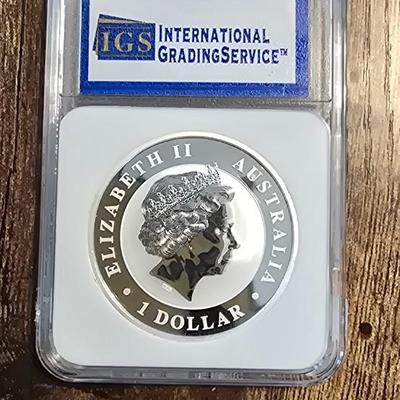 IGS INTERNATIONAL
GRADINGSERVICE™
ELIZABETH II AUSTRALIA
• 1 DOLLAR •